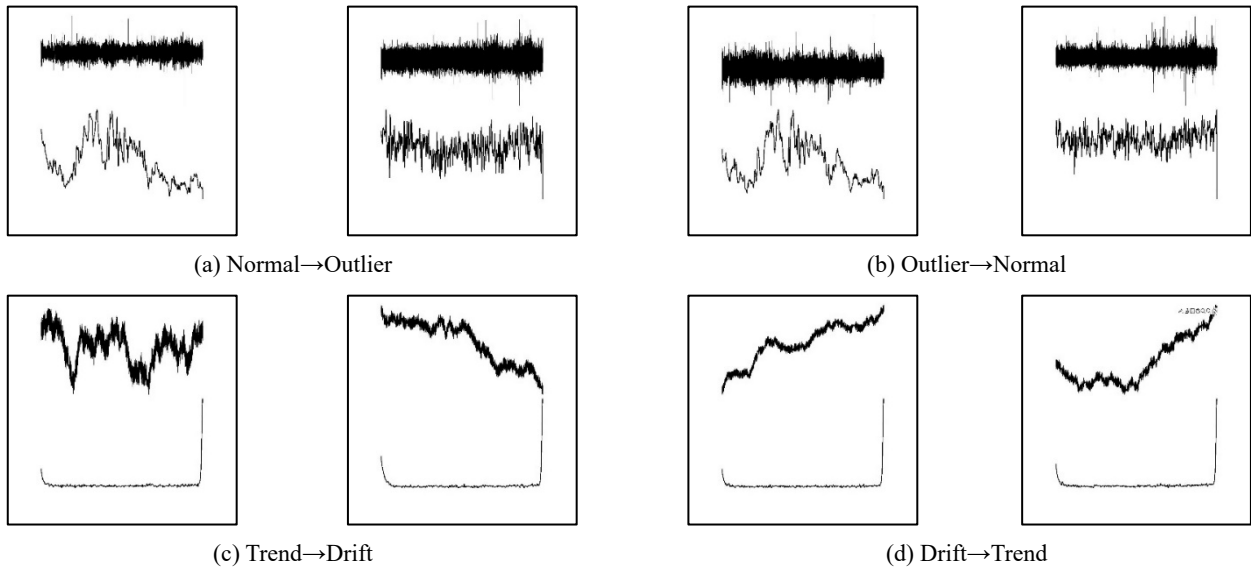 (a) Normal→Outlier
(b) Outlier→Normal
(c) Trend→Drift
(d) Drift→Trend